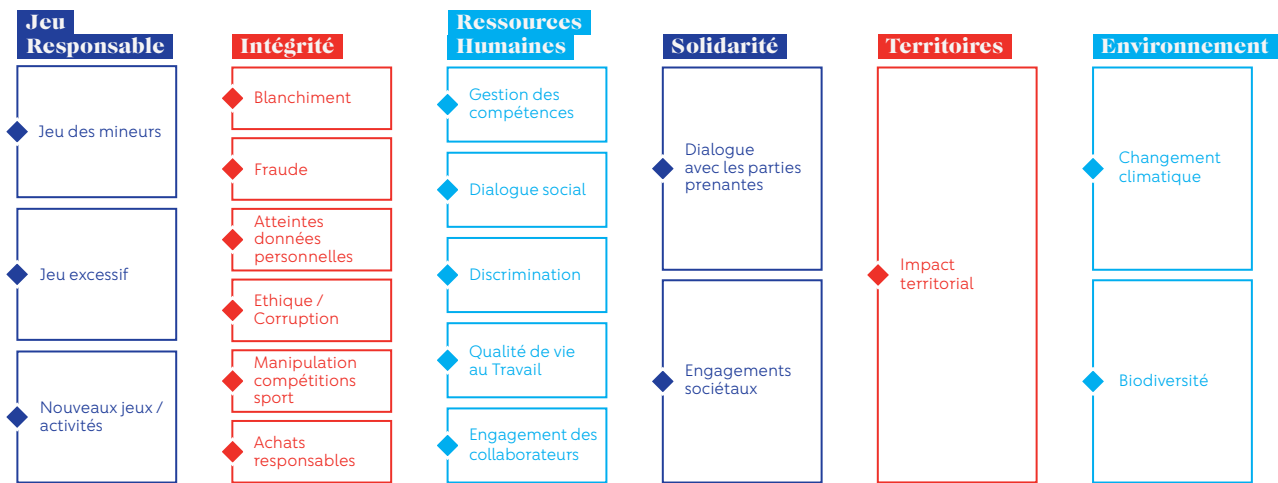 Jeu
Responsable
Jeu des mineurs
Jeu excessif
Nouveaux jeux /
activités
Intégrité
Blanchiment
Fraude
Atteintes
données
personnelles
Ethique /
Corruption
Manipulation
compétitions
sport
Achats
responsables
Ressources
Humaines
Gestion des
compétences
Dialogue social
Discrimination
Qualité de vie
au Travail
Engagement des
collaborateurs
Solidarité
Dialogue
avec les parties
prenantes
Engagements
sociétaux
Territoires
Impact
territorial
Environnement
Changement
climatique
Biodiversité